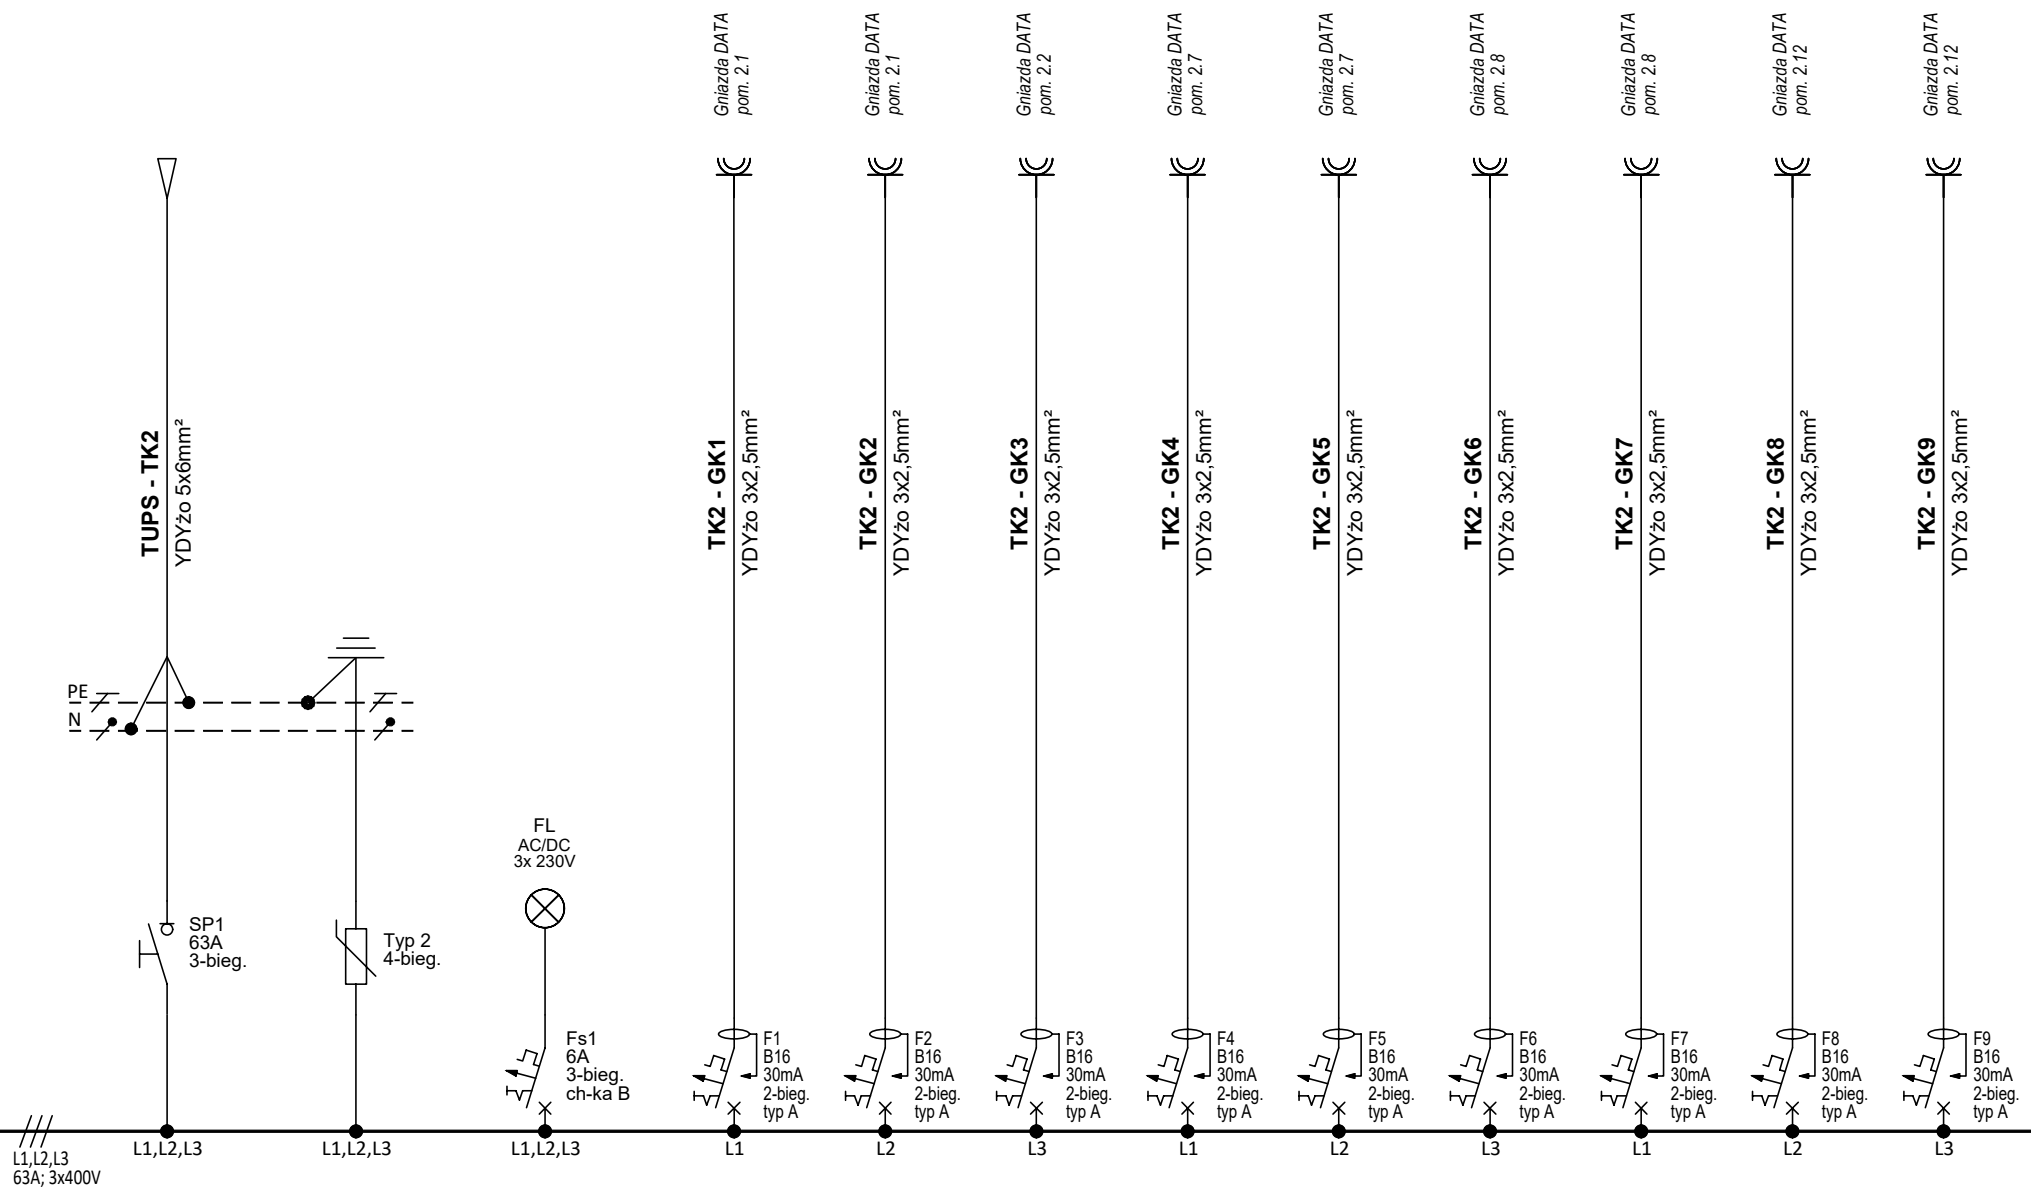 Gniazda DATA
pom. 2.1
Gniazda DATA
pom. 2.1
Gniazda DATA
pom. 2.2
Gniazda DATA
pom. 2.7
Gniazda DATA
pom. 2.7
Gniazda DATA
pom. 2.8
Gniazda DATA
pom. 2.8
Gniazda DATA
pom. 2.12
Gniazda DATA
pom. 2.12
TUPS - TK2
YDYżo 5x6mm²
TK2 - GK1
YDYżo 3x2,5mm²
TK2 - GK2
YDYżo 3x2,5mm²
TK2 - GK3
YDYżo 3x2,5mm²
TK2 - GK4
YDYżo 3x2,5mm²
TK2 - GK5
YDYżo 3x2,5mm²
TK2 - GK6
YDYżo 3x2,5mm²
TK2 - GK7
YDYżo 3x2,5mm²
TK2 - GK8
YDYżo 3x2,5mm²
TK2 - GK9
YDYżo 3x2,5mm²
PE
N
FL
AC/DC
3x 230V
SP1
63A
3-bieg.
Typ 2
4-bieg.
Fs1
6A
3-bieg.
ch-ka B
F1
B16
30mA
2-bieg.
typ A
F2
B16
30mA
2-bieg.
typ A
F3
B16
30mA
2-bieg.
typ A
F4
B16
30mA
2-bieg.
typ A
F5
B16
30mA
2-bieg.
typ A
F6
B16
30mA
2-bieg.
typ A
F7
B16
30mA
2-bieg.
typ A
F8
B16
30mA
2-bieg.
typ A
F9
B16
30mA
2-bieg.
typ A
L1,L2,L3
63A; 3x400V
L1,L2,L3
L1,L2,L3
L1,L2,L3
L1
L2
L3
L1
L2
L3
L1
L2
L3